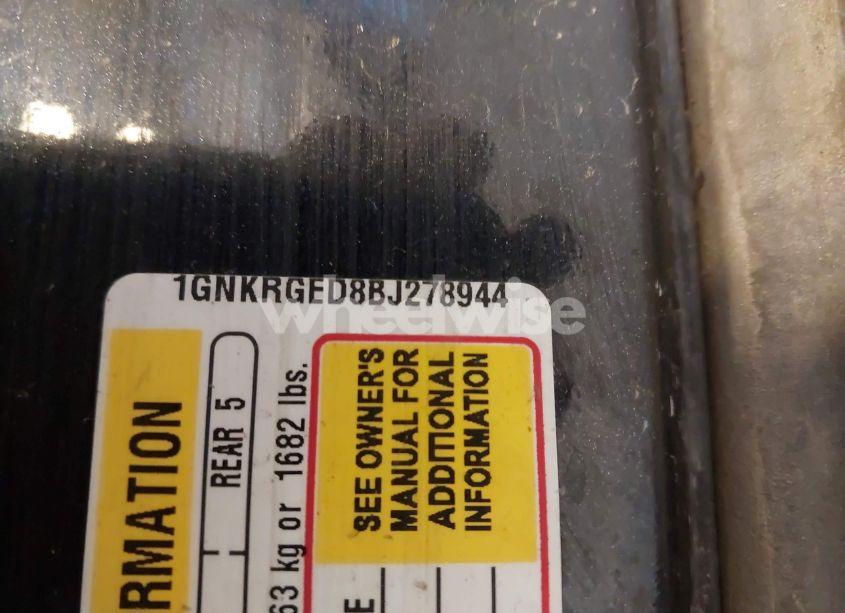 1GNKRGED8BJ278944
wheelwise
RMATION
REAR 5
63 kg or 1682 lbs.
SEE OWNER'S
MANUAL FOR
ADDITIONAL
INFORMATION
E